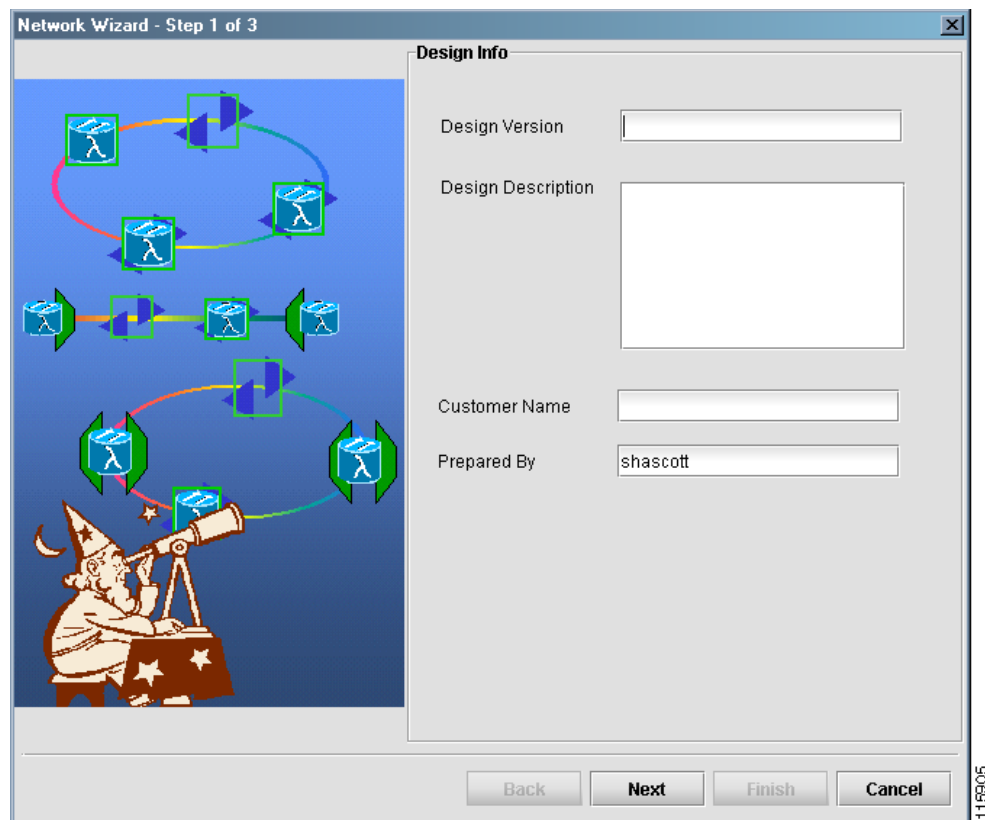 Network Wizard - Step 1 of 3
Design Info
Design Version
Design Description
Customer Name
Prepared By shascott
Back Next Finish Cancel
115905